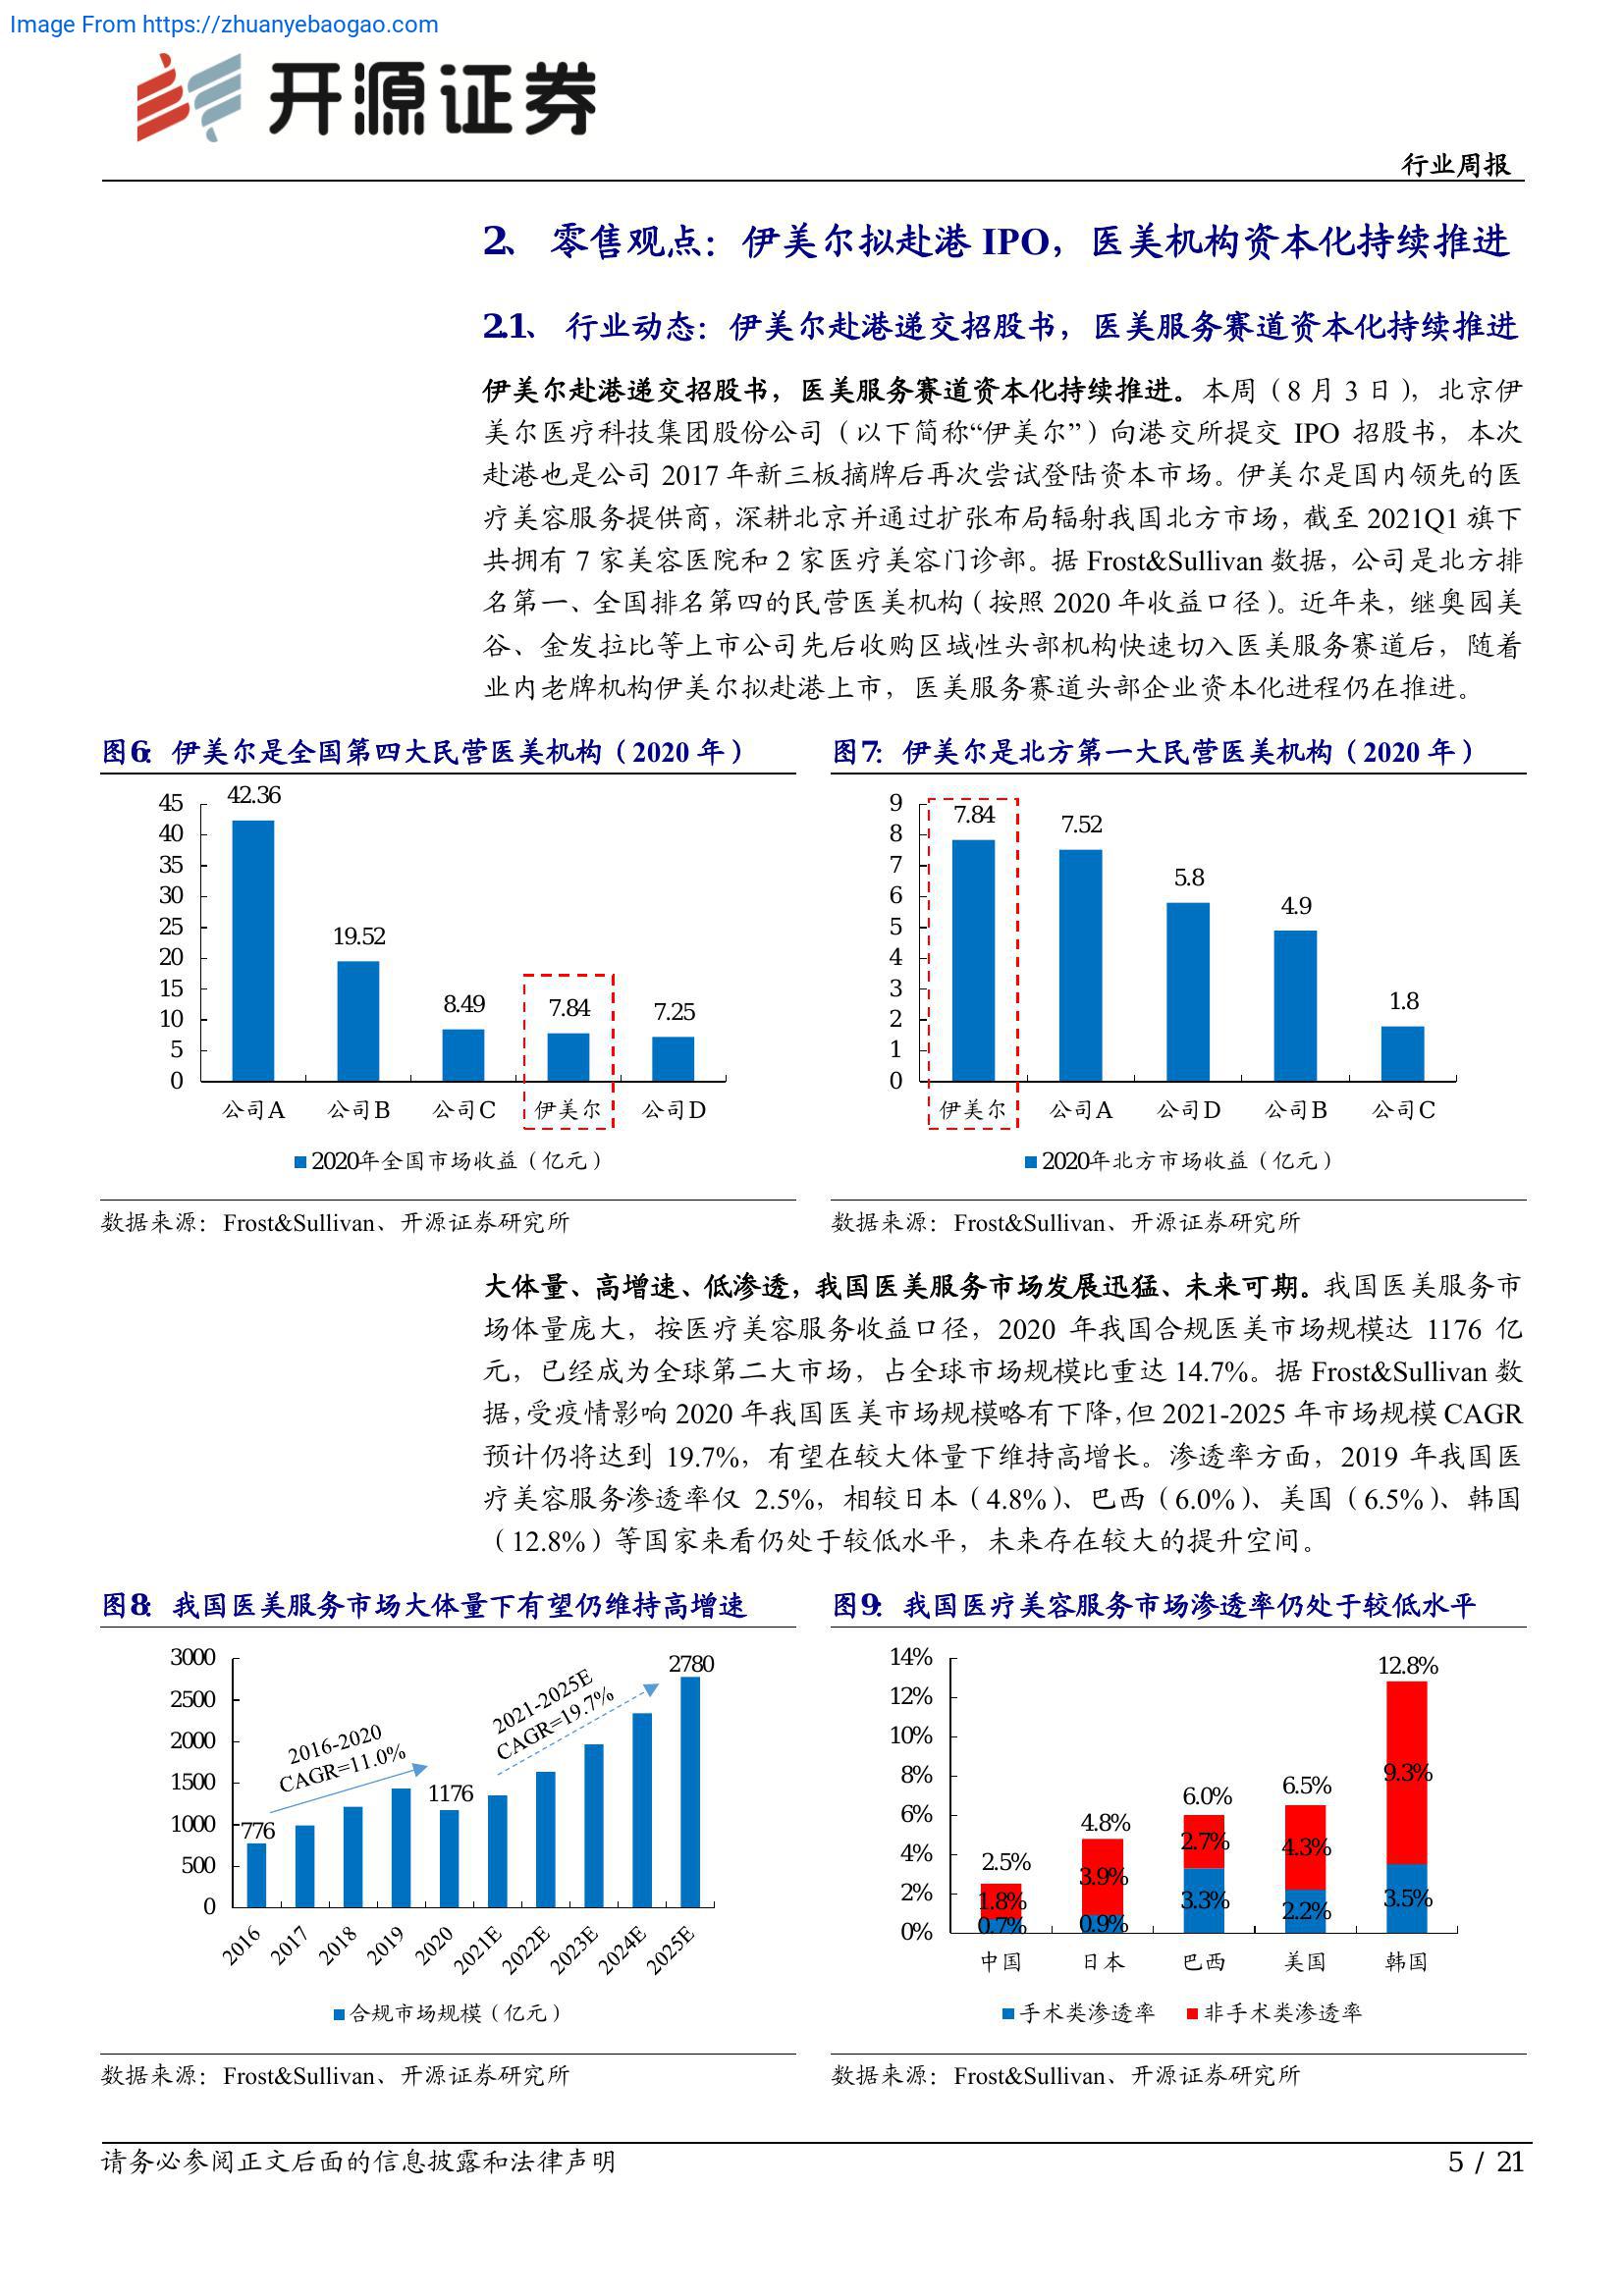 Image From https://zhuanyebaogao.com
开源证券
行业周报
2、 零售观点：伊美尔拟赴港 IPO，医美机构资本化持续推进
2.1、 行业动态：伊美尔赴港递交招股书，医美服务赛道资本化持续推进
伊美尔赴港递交招股书，医美服务赛道资本化持续推进。本周（8 月 3 日），北京伊
美尔医疗科技集团股份公司（以下简称“伊美尔”）向港交所提交 IPO 招股书，本次
赴港也是公司 2017 年新三板摘牌后再次尝试登陆资本市场。伊美尔是国内领先的医
疗美容服务提供商，深耕北京并通过扩张布局辐射我国北方市场，截至 2021Q1 旗下
共拥有 7 家美容医院和 2 家医疗美容门诊部。据 Frost&Sullivan 数据，公司是北方排
名第一、全国排名第四的民营医美机构（按照 2020 年收益口径）。近年来，继奥园美
谷、金发拉比等上市公司先后收购区域性头部机构快速切入医美服务赛道后，随着
业内老牌机构伊美尔拟赴港上市，医美服务赛道头部企业资本化进程仍在推进。
图6： 伊美尔是全国第四大民营医美机构（2020 年）
45
40
35
30
25
20
15
10
5
0
42.36
19.52
8.49
7.84
7.25
公司A 公司B 公司C 伊美尔 公司D
2020年全国市场收益（亿元）
数据来源：Frost&Sullivan、开源证券研究所
图7： 伊美尔是北方第一大民营医美机构（2020 年）
9
8
7
6
5
4
3
2
1
0
7.84
7.52
5.8
4.9
1.8
伊美尔 公司A 公司D 公司B 公司C
2020年北方市场收益（亿元）
数据来源：Frost&Sullivan、开源证券研究所
大体量、高增速、低渗透，我国医美服务市场发展迅猛、未来可期。我国医美服务市
场体量庞大，按医疗美容服务收益口径，2020 年我国合规医美市场规模达 1176 亿
元，已经成为全球第二大市场，占全球市场规模比重达 14.7%。据 Frost&Sullivan 数
据，受疫情影响 2020 年我国医美市场规模略有下降，但 2021-2025 年市场规模 CAGR
预计仍将达到 19.7%，有望在较大体量下维持高增长。渗透率方面，2019 年我国医
疗美容服务渗透率仅 2.5%，相较日本（4.8%）、巴西（6.0%）、美国（6.5%）、韩国
（12.8%）等国家来看仍处于较低水平，未来存在较大的提升空间。
图8： 我国医美服务市场大体量下有望仍维持高增速
3000
2500
2000
1500
1000
500
0
776
1176
2780
2016-2020
CAGR=11.0%
2021-2025E
CAGR=19.7%
2016 2017 2018 2019 2020 2021E 2022E 2023E 2024E 2025E
合规市场规模（亿元）
数据来源：Frost&Sullivan、开源证券研究所
图9： 我国医疗美容服务市场渗透率仍处于较低水平
14%
12%
10%
8%
6%
4%
2%
0%
2.5%
1.8%
0.7%
4.8%
3.9%
0.9%
6.0%
2.7%
3.3%
6.5%
4.3%
2.2%
12.8%
9.3%
3.5%
中国 日本 巴西 美国 韩国
手术类渗透率 非手术类渗透率
数据来源：Frost&Sullivan、开源证券研究所
请务必参阅正文后面的信息披露和法律声明
5 / 21